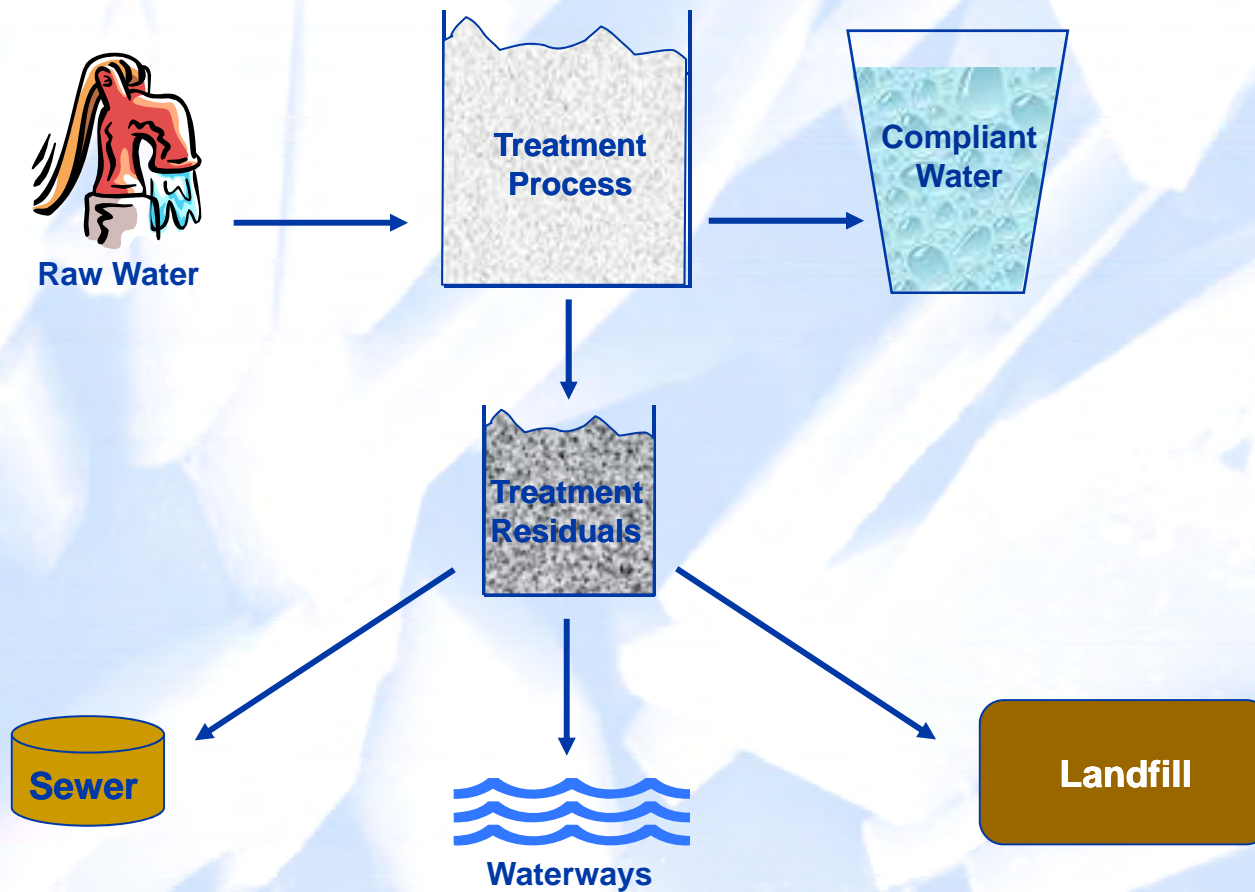 Raw Water
Treatment
Process
Compliant
Water
Treatment
Residuals
Sewer
Waterways
Landfill